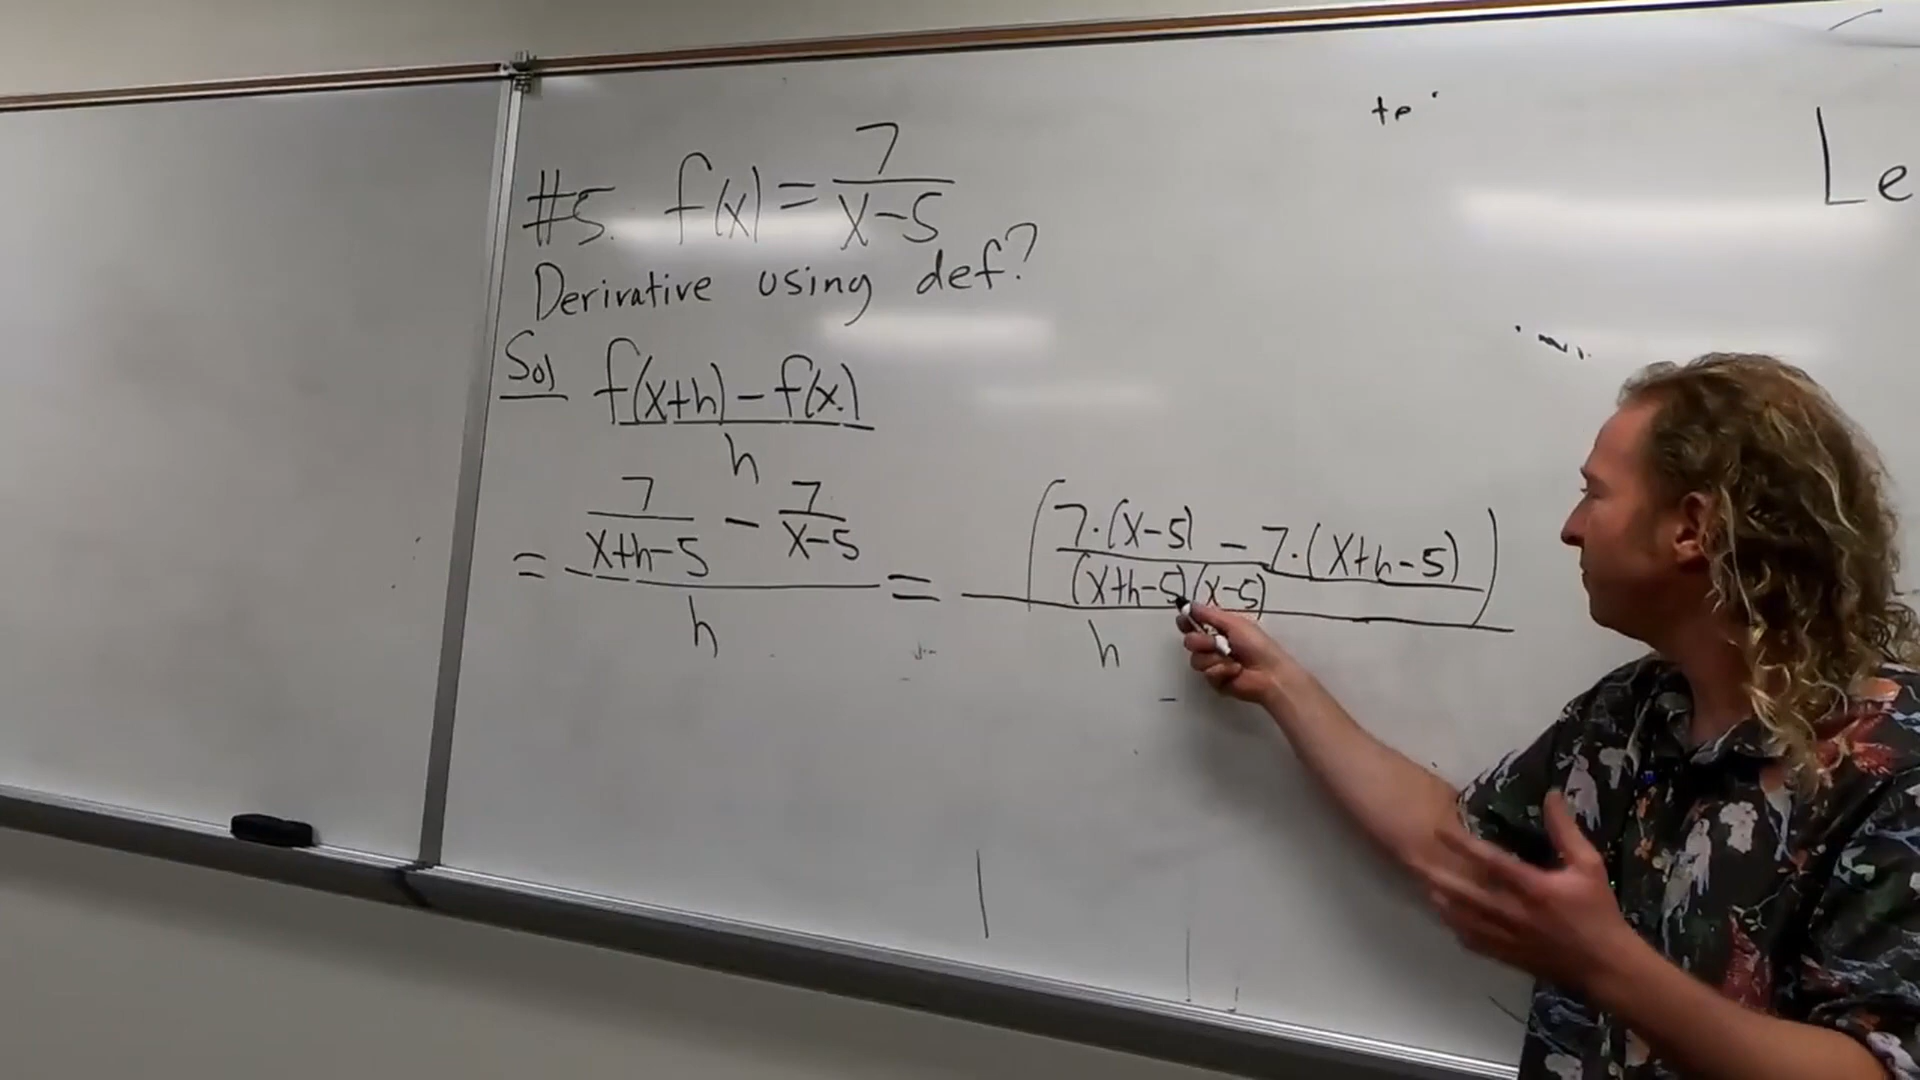 #5. f(x) = 7/(x-5)
Derivative using def?
Sol (f(x+h) - f(x))/h
= (7/(x+h-5) - 7/(x-5))/h = ((7·(x-5) - 7·(x+h-5))/((x+h-5)(x-5)))/h
Le